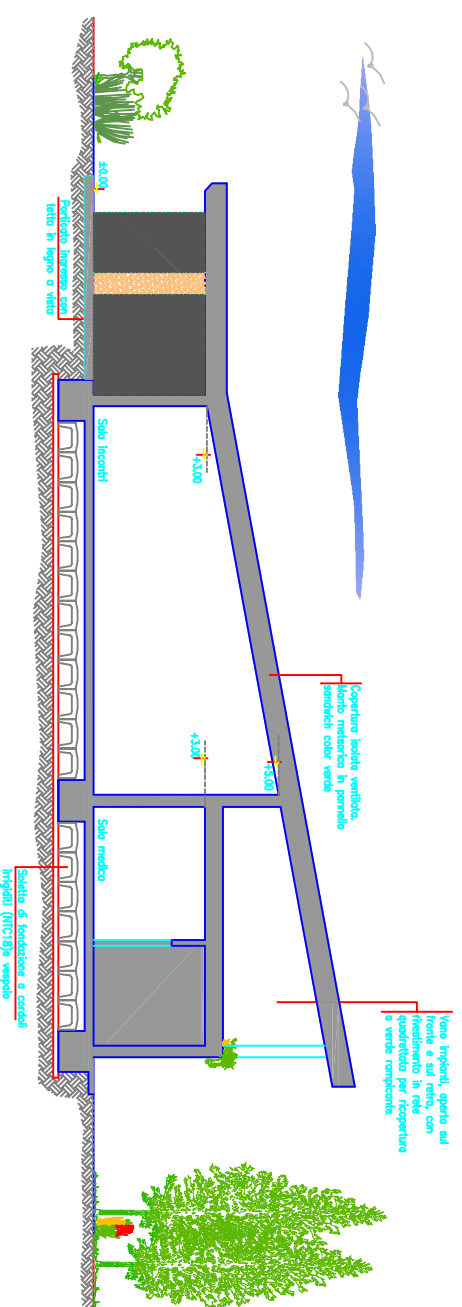 ±0.00
Porticato ingresso con
tetto in legno a vista
Sala incontri
+3.00
Copertura isolata ventilata.
Manto meteorico in pannello
sandwich color verde
+3.00
+5.00
Sala medica
Soletta di fondazione a cordoli
irrigiditi (NTC18)e vespaio
Vano impianti, aperto sul
fronte e sul retro, con
rivestimento in rete
quadrettata per ricopertura
a verde rampicante